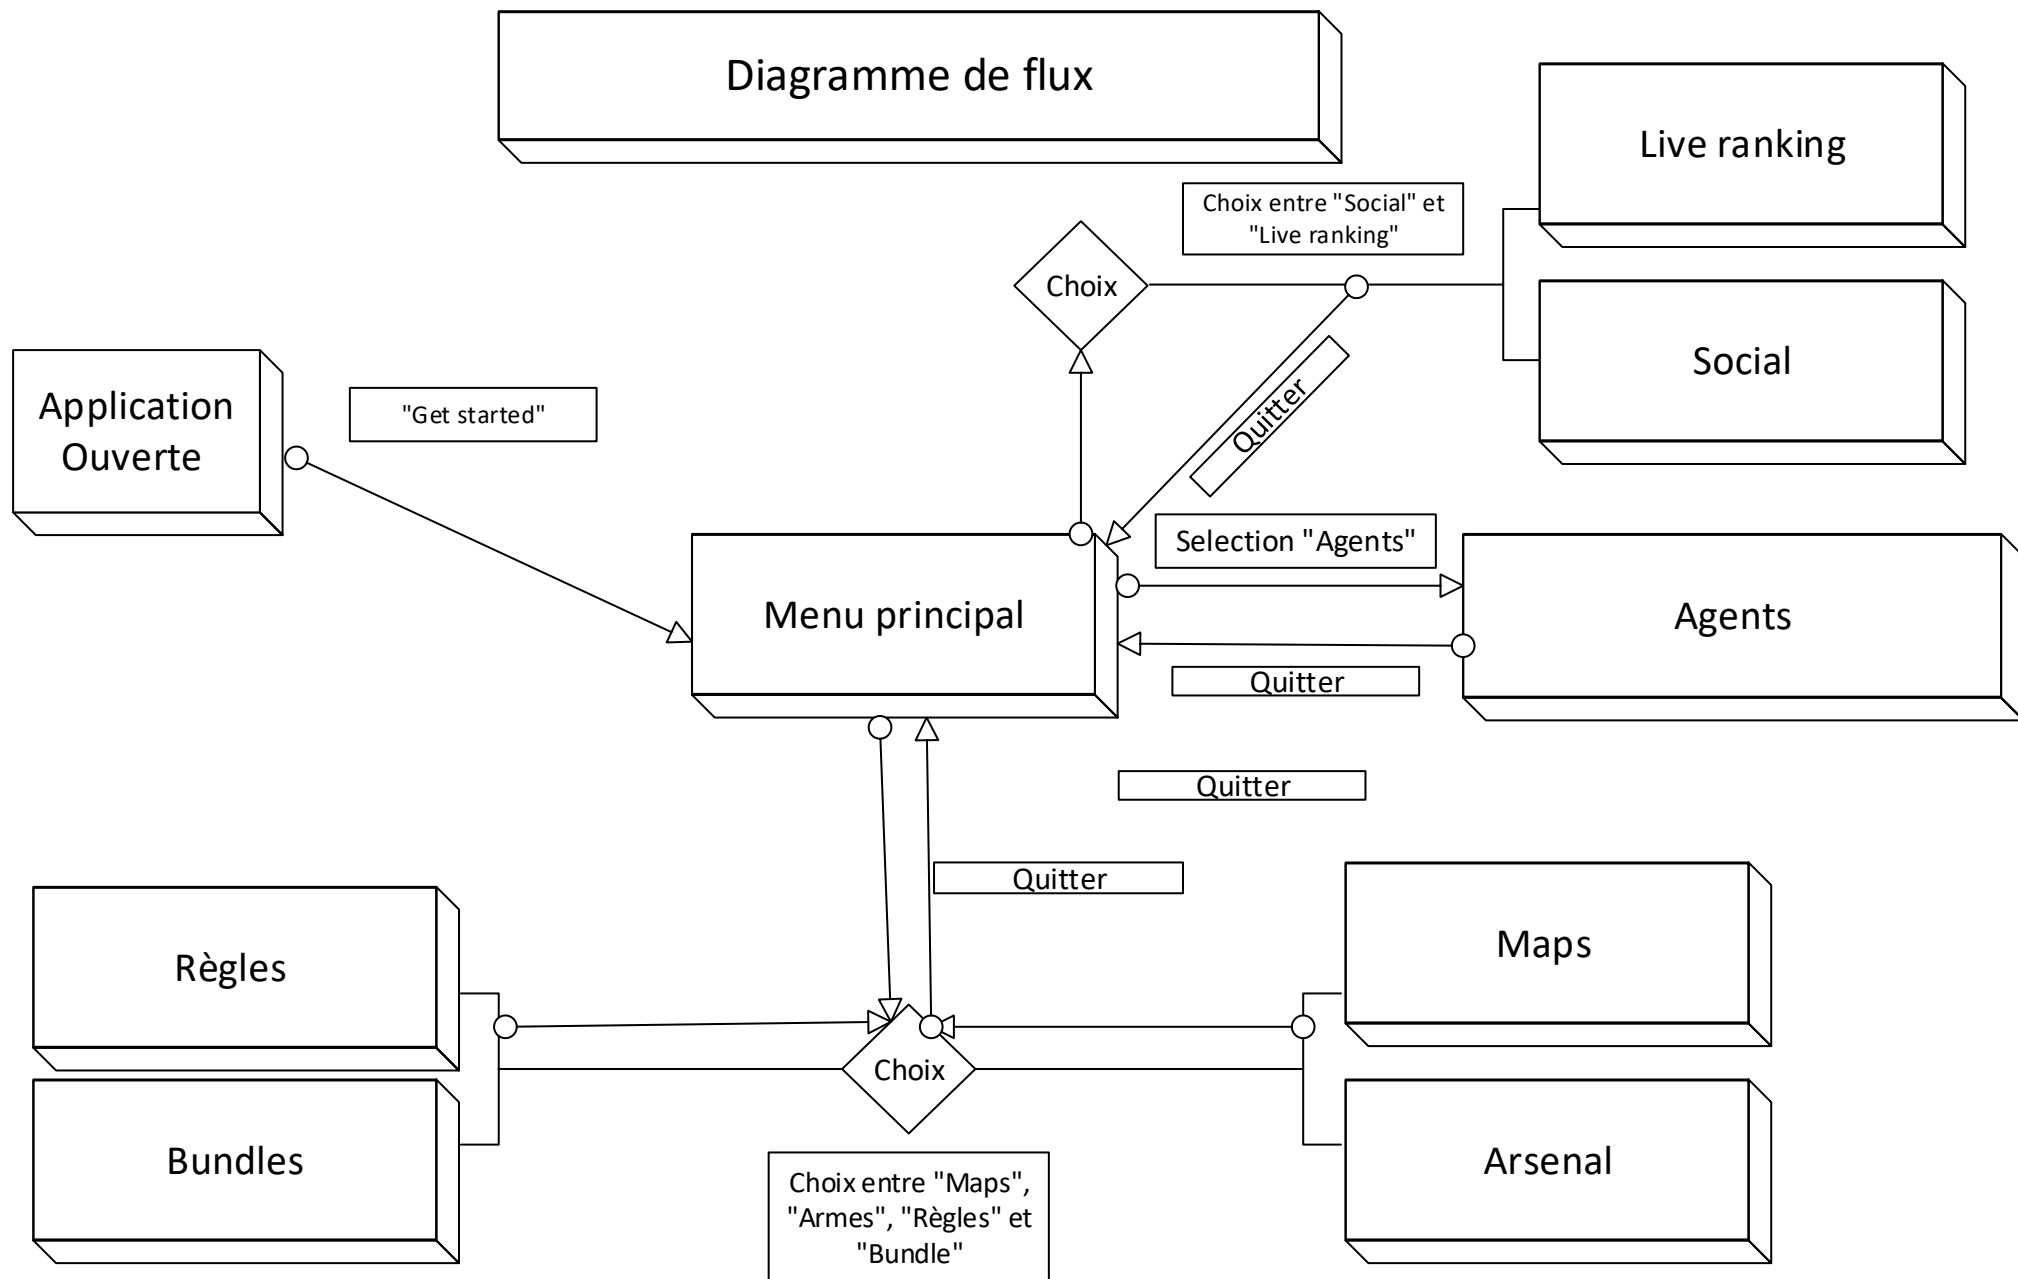 Diagramme de flux
Live ranking
Choix entre "Social" et
"Live ranking"
Choix
Social
Application
Ouverte
"Get started"
Quitter
Selection "Agents"
Menu principal
Agents
Quitter
Quitter
Quitter
Règles
Maps
Choix
Bundles
Arsenal
Choix entre "Maps",
"Armes", "Règles" et
"Bundle"